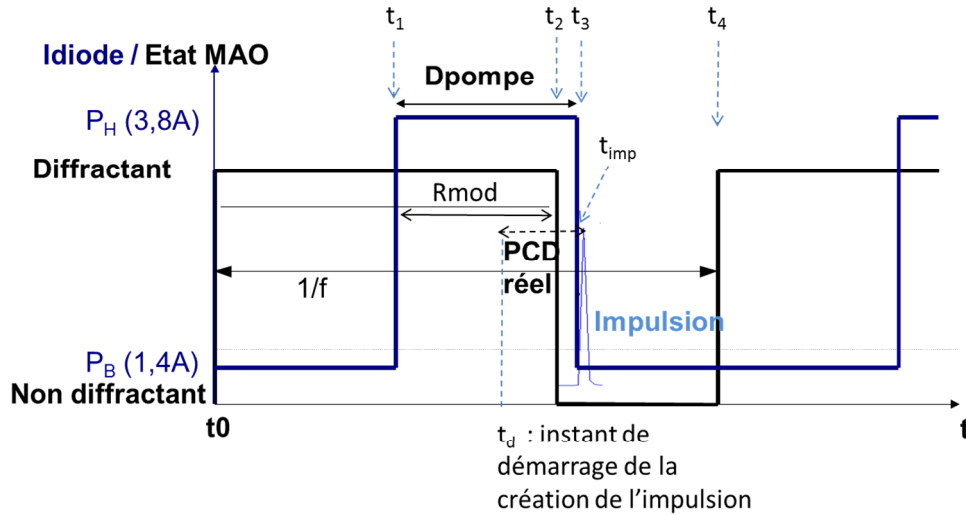 t1 t2 t3 t4
Idiode / Etat MAO
Dpompe
PH (3,8A)
timp
Diffractant
Rmod
PCD
réel
1/f
Impulsion
PB (1,4A)
Non diffractant
t0 t
td : instant de
démarrage de la
création de l'impulsion